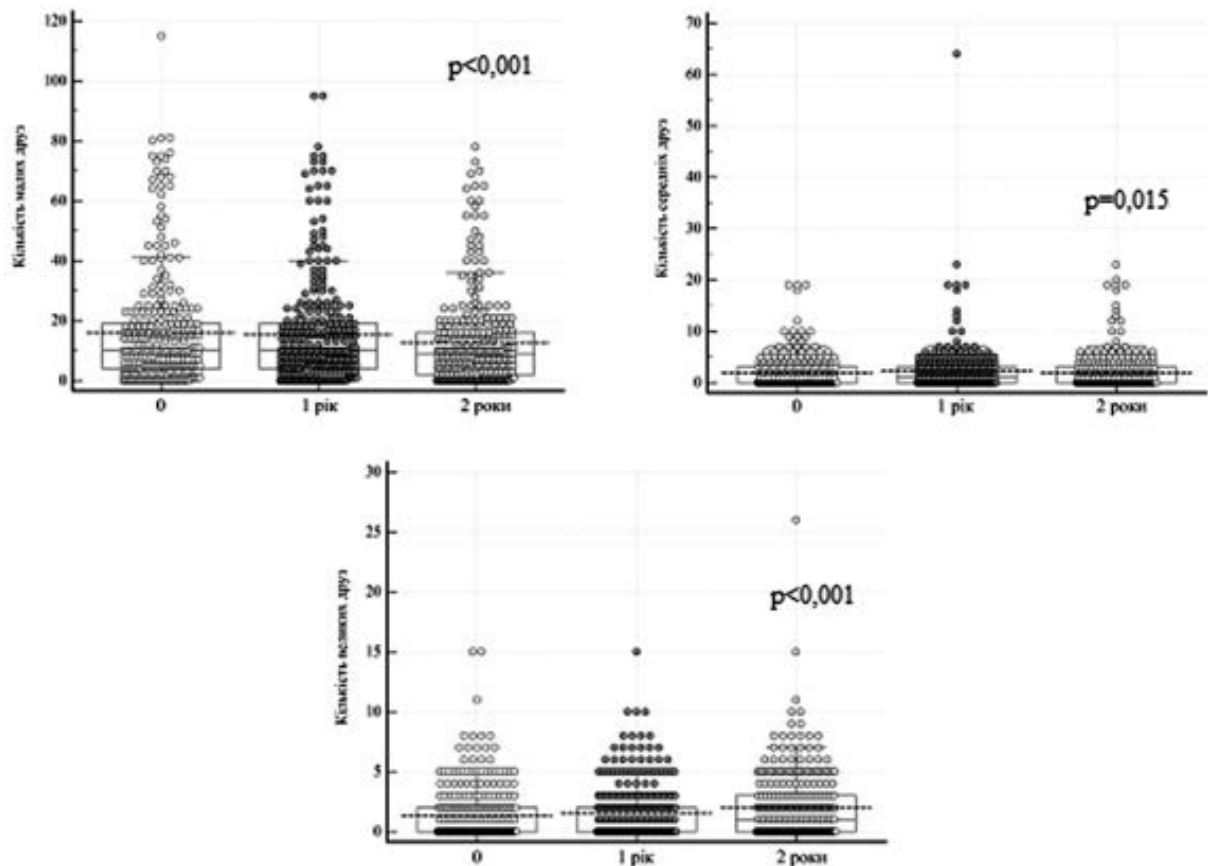 Кількість малих друз
120
100
80
60
40
20
0
p<0,001
0 1 рік 2 роки
Кількість середніх друз
70
60
50
40
30
20
10
0
p=0,015
0 1 рік 2 роки
Кількість великих друз
30
25
20
15
10
5
0
p<0,001
0 1 рік 2 роки